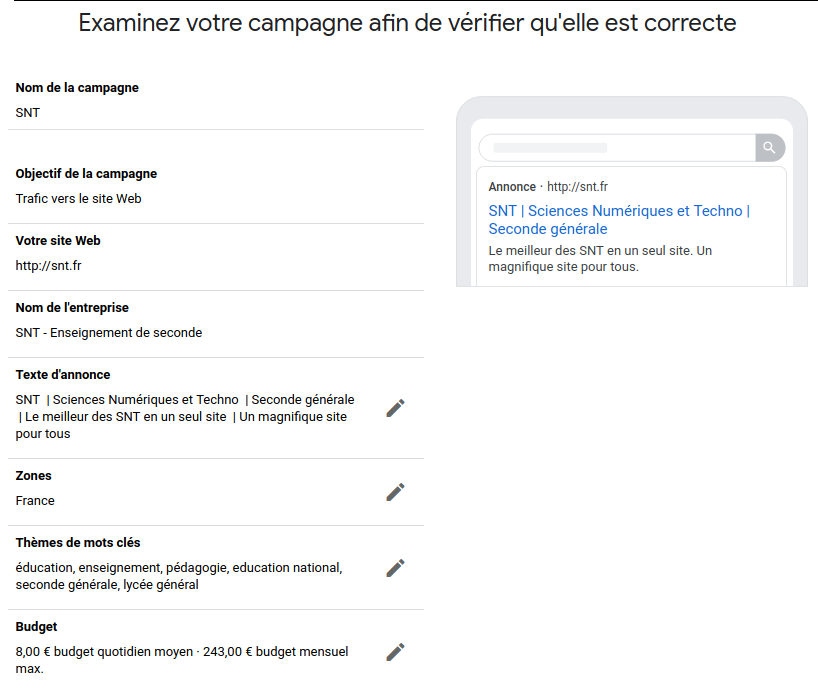 Examinez votre campagne afin de vérifier qu'elle est correcte
Nom de la campagne
SNT
Objectif de la campagne
Trafic vers le site Web
Votre site Web
http://snt.fr
Nom de l'entreprise
SNT - Enseignement de seconde
Texte d'annonce
SNT | Sciences Numériques et Techno | Seconde générale
| Le meilleur des SNT en un seul site | Un magnifique site
pour tous
Zones
France
Thèmes de mots clés
éducation, enseignement, pédagogie, education national,
seconde générale, lycée général
Budget
8,00 € budget quotidien moyen · 243,00 € budget mensuel
max.
Annonce · http://snt.fr
SNT | Sciences Numériques et Techno |
Seconde générale
Le meilleur des SNT en un seul site. Un
magnifique site pour tous.